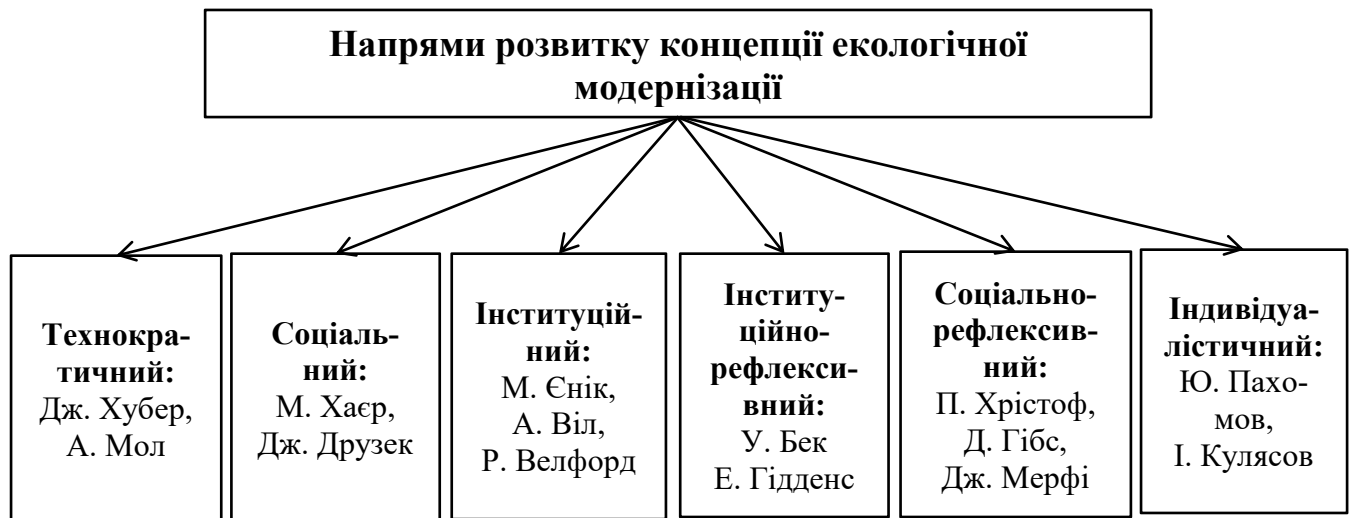 Напрями розвитку концепції екологічної
модернізації
Технокра-
тичний:
Дж. Хубер,
А. Мол
Соціаль-
ний:
М. Хаєр,
Дж. Друзек
Інституцій-
ний:
М. Єнік,
А. Віл,
Р. Велфорд
Інститу-
ційно-
рефлекси-
вний:
У. Бек
Е. Гідденс
Соціально-
рефлексив-
ний:
П. Хрістоф,
Д. Гібс,
Дж. Мерфі
Індивідуа-
лістичний:
Ю. Пахо-
мов,
І. Кулясов